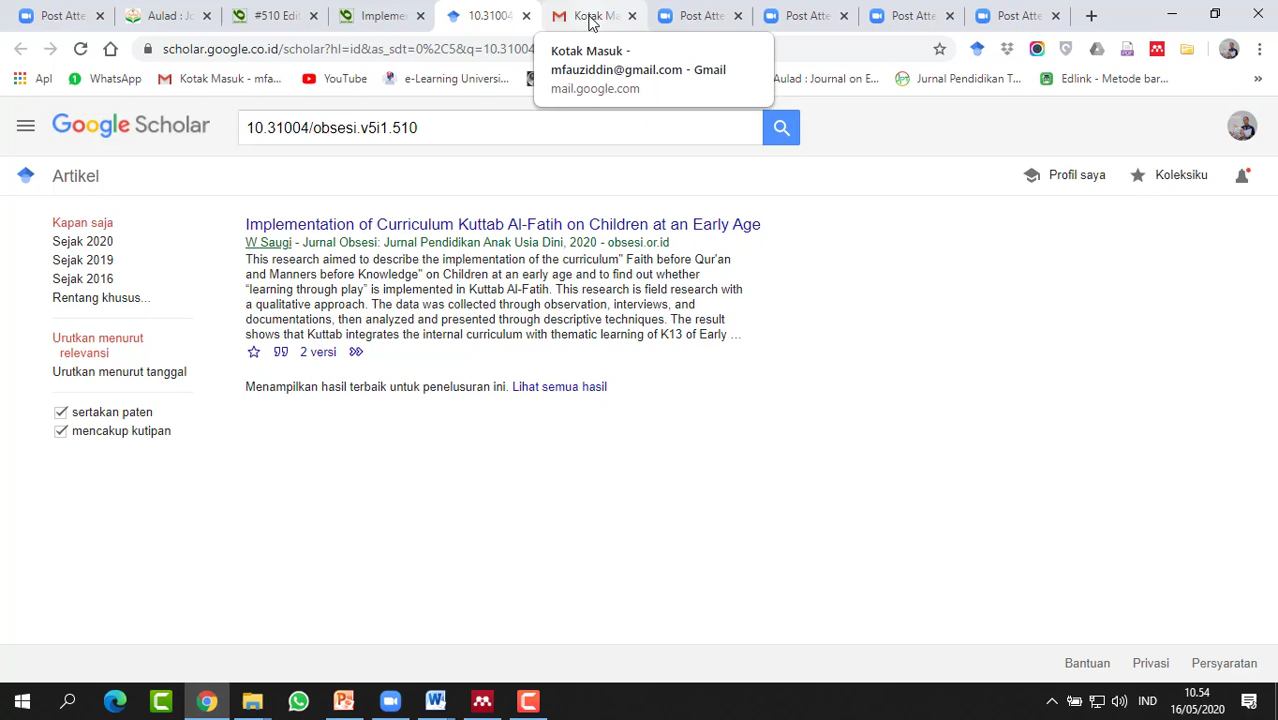 Post Atte
Aulad : Jo
#510 Edit
Impleme
10.31004
Kotak Ma
Post Atte
Post Atte
Post Atte
Post Atte
scholar.google.co.id/scholar?hl=id&as_sdt=0%2C5&q=10.3100
Kotak Masuk -
mfauziddin@gmail.com - Gmail
mail.google.com
Apl
WhatsApp
Kotak Masuk - mfa...
YouTube
e-Learning Universi...
Aulad : Journal on E...
Jurnal Pendidikan T...
Edlink - Metode bar...
Google Scholar
10.31004/obsesi.v5i1.510
Artikel
Profil saya
Koleksiku
Kapan saja
Sejak 2020
Sejak 2019
Sejak 2016
Rentang khusus...
Urutkan menurut
relevansi
Urutkan menurut tanggal
sertakan paten
mencakup kutipan
Implementation of Curriculum Kuttab Al-Fatih on Children at an Early Age
W Saugi - Jurnal Obsesi: Jurnal Pendidikan Anak Usia Dini, 2020 - obsesi.or.id
This research aimed to describe the implementation of the curriculum" Faith before Qur'an
and Manners before Knowledge" on Children at an early age and to find out whether
"learning through play" is implemented in Kuttab Al-Fatih. This research is field research with
a qualitative approach. The data was collected through observation, interviews, and
documentations, then analyzed and presented through descriptive techniques. The result
shows that Kuttab integrates the internal curriculum with thematic learning of K13 of Early ...
2 versi
Menampilkan hasil terbaik untuk penelusuran ini. Lihat semua hasil
Bantuan
Privasi
Persyaratan
IND
10.54
16/05/2020